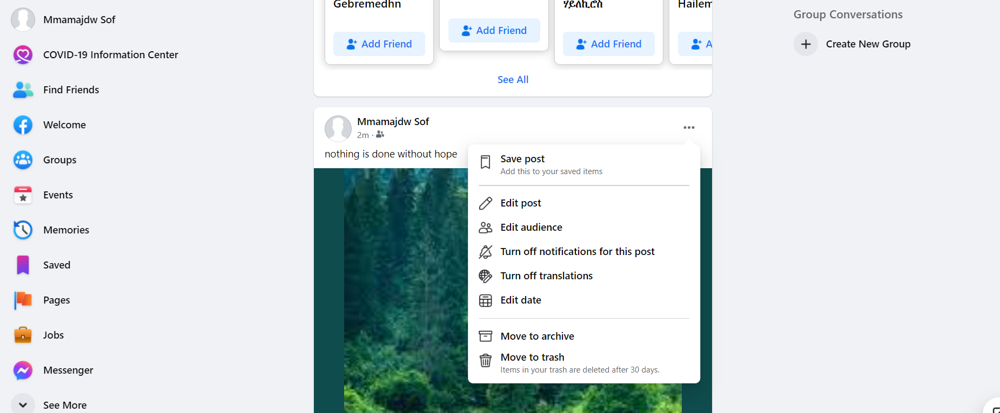 Mmamajdw Sof
COVID-19 Information Center
Find Friends
Welcome
Groups
Events
Memories
Saved
Pages
Jobs
Messenger
See More
Gebremedhn
ሃይለኪሮስ
Add Friend
Add Friend
Add Friend
See All
Mmamajdw Sof
2m ·
nothing is done without hope
Save post
Add this to your saved items
Edit post
Edit audience
Turn off notifications for this post
Turn off translations
Edit date
Move to archive
Move to trash
Items in your trash are deleted after 30 days.
Group Conversations
Create New Group